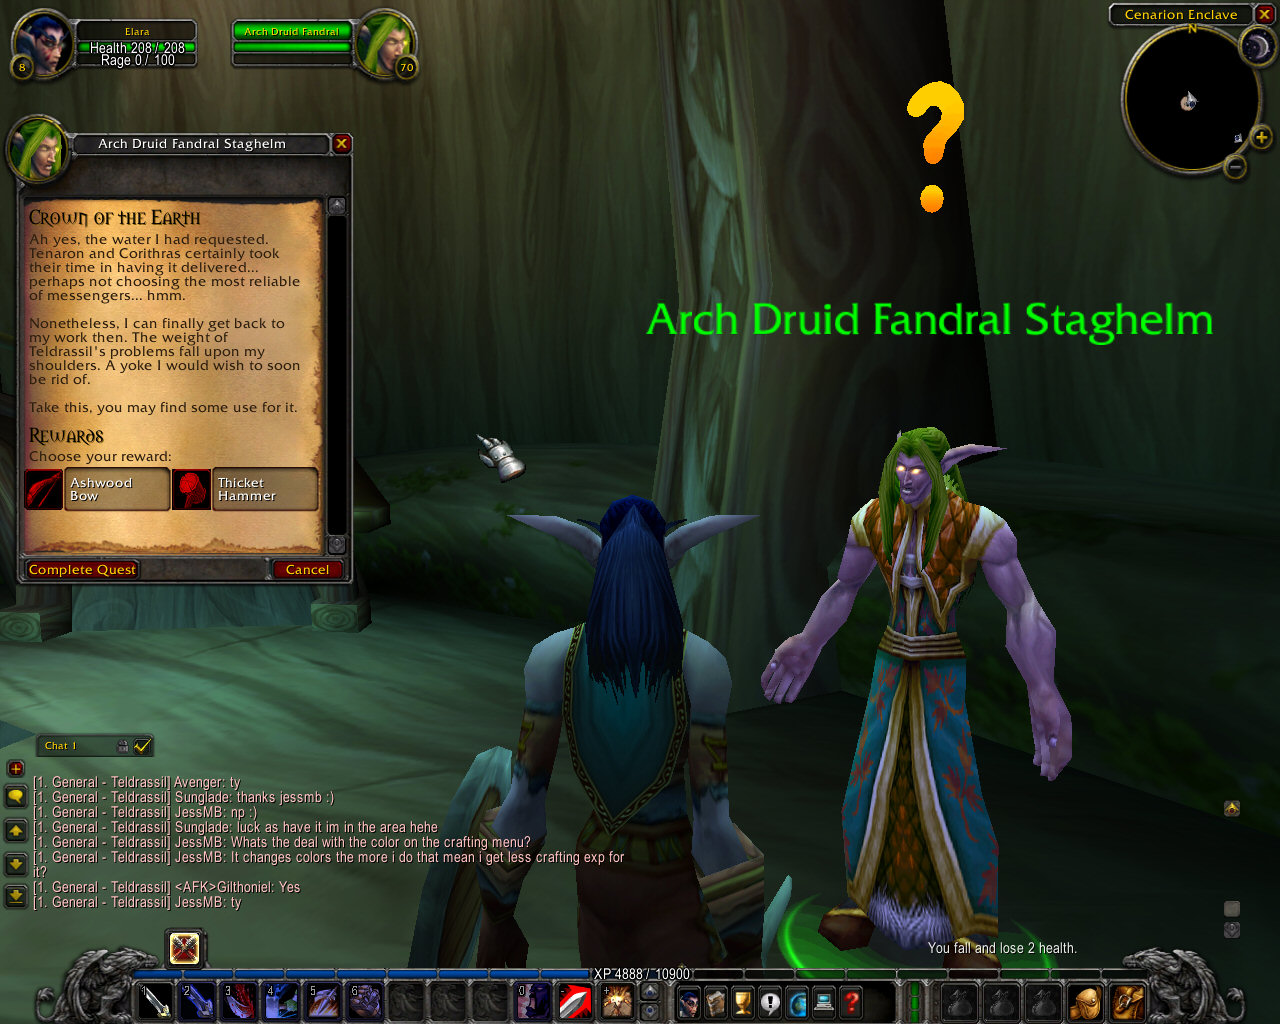 Elara
Health 208 / 208
Rage 0 / 100
8
Arch Druid Fandral
70
Cenarion Enclave
N
Arch Druid Fandral Staghelm
Crown of the Earth
Ah yes, the water I had requested.
Tenaron and Corithras certainly took
their time in having it delivered...
perhaps not choosing the most reliable
of messengers... hmm.
Nonetheless, I can finally get back to
my work then. The weight of
Teldrassil's problems fall upon my
shoulders. A yoke I would wish to soon
be rid of.
Take this, you may find some use for it.
Rewards
Choose your reward:
Ashwood
Bow
Thicket
Hammer
Complete Quest
Cancel
?
Arch Druid Fandral Staghelm
Chat 1
[1. General - Teldrassil] Avenger: ty
[1. General - Teldrassil] Sunglade: thanks jessmb :)
[1. General - Teldrassil] JessMB: np :)
[1. General - Teldrassil] Sunglade: luck as have it im in the area hehe
[1. General - Teldrassil] JessMB: Whats the deal with the color on the crafting menu?
[1. General - Teldrassil] JessMB: It changes colors the more i do that mean i get less crafting exp for
it?
[1. General - Teldrassil] <AFK>Gilthoniel: Yes
[1. General - Teldrassil] JessMB: ty
You fall and lose 2 health.
XP 4888 / 10900
1
2
3
4
5
6
0
-
+